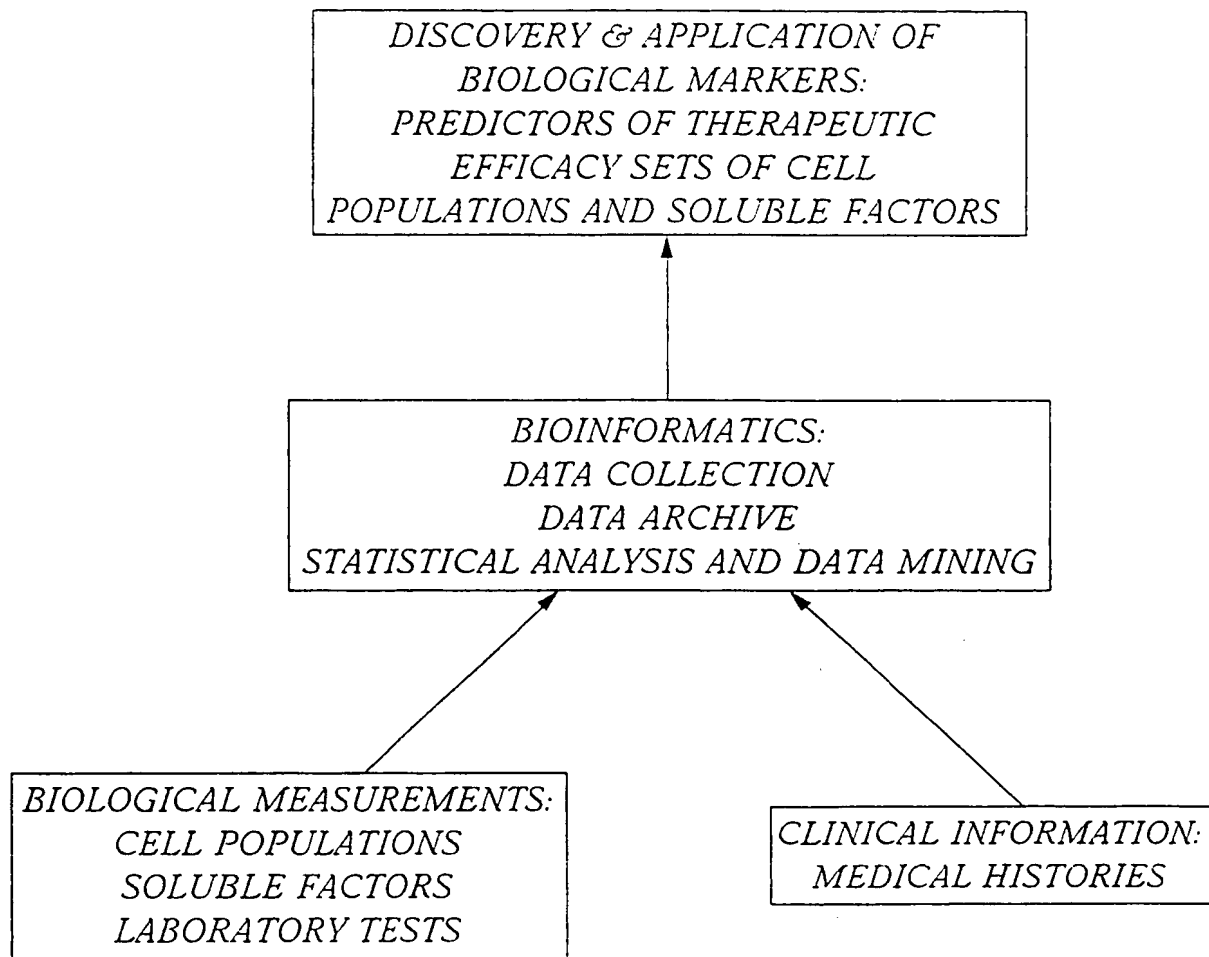 DISCOVERY & APPLICATION OF
BIOLOGICAL MARKERS:
PREDICTORS OF THERAPEUTIC
EFFICACY SETS OF CELL
POPULATIONS AND SOLUBLE FACTORS
BIOINFORMATICS:
DATA COLLECTION
DATA ARCHIVE
STATISTICAL ANALYSIS AND DATA MINING
BIOLOGICAL MEASUREMENTS:
CELL POPULATIONS
SOLUBLE FACTORS
LABORATORY TESTS
CLINICAL INFORMATION:
MEDICAL HISTORIES